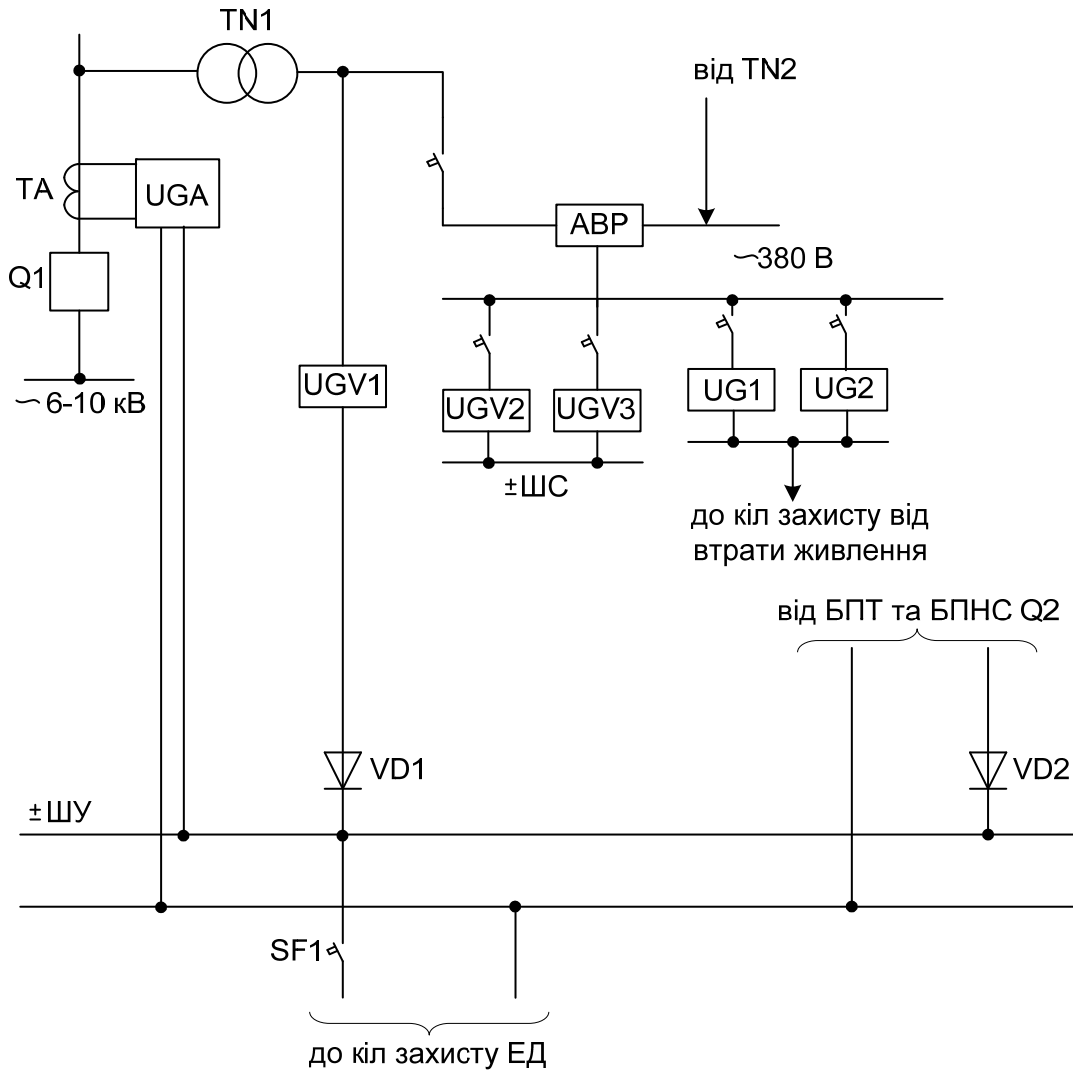 TN1
від TN2
TA
UGA
АВР
Q1
~380 В
~ 6-10 кВ
UGV1
UGV2
UGV3
UG1
UG2
±ШС
до кіл захисту від
втрати живлення
від БПТ та БПНС Q2
VD1
VD2
±ШУ
SF1
до кіл захисту ЕД